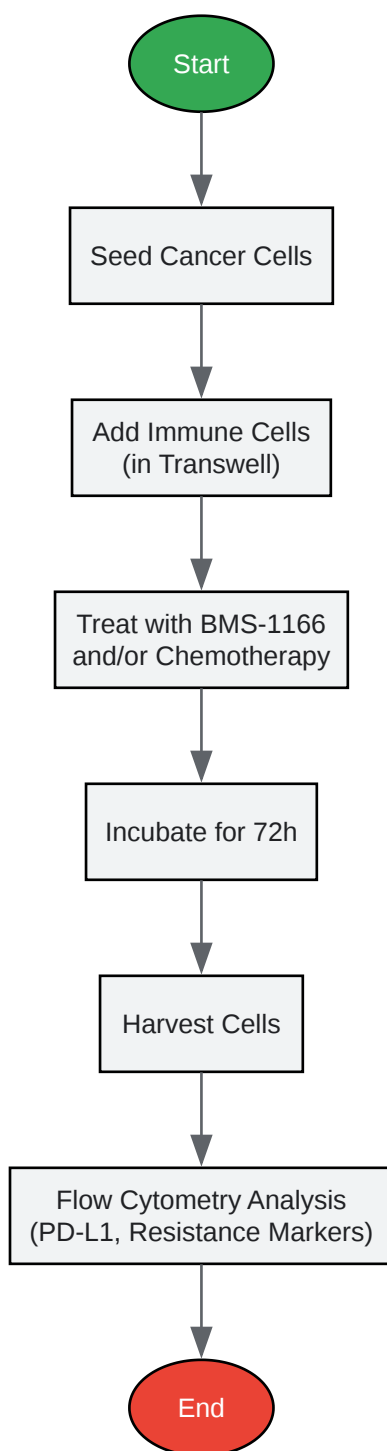 Start
Seed Cancer Cells
Add Immune Cells
(in Transwell)
Treat with BMS-1166
and/or Chemotherapy
Incubate for 72h
Harvest Cells
Flow Cytometry Analysis
(PD-L1, Resistance Markers)
End